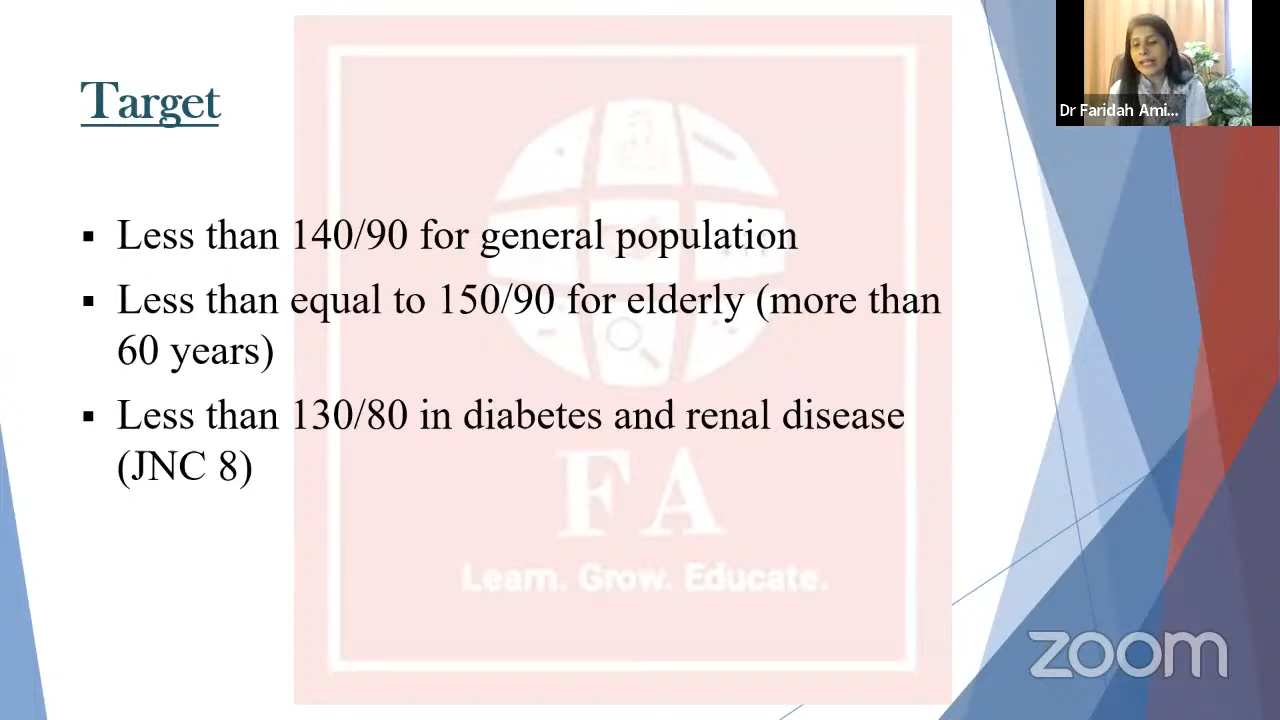 Target
Less than 140/90 for general population
Less than equal to 150/90 for elderly (more than
60 years)
Less than 130/80 in diabetes and renal disease
(JNC 8)
FA
Learn. Grow. Educate.
Dr Faridah Ami...
zoom